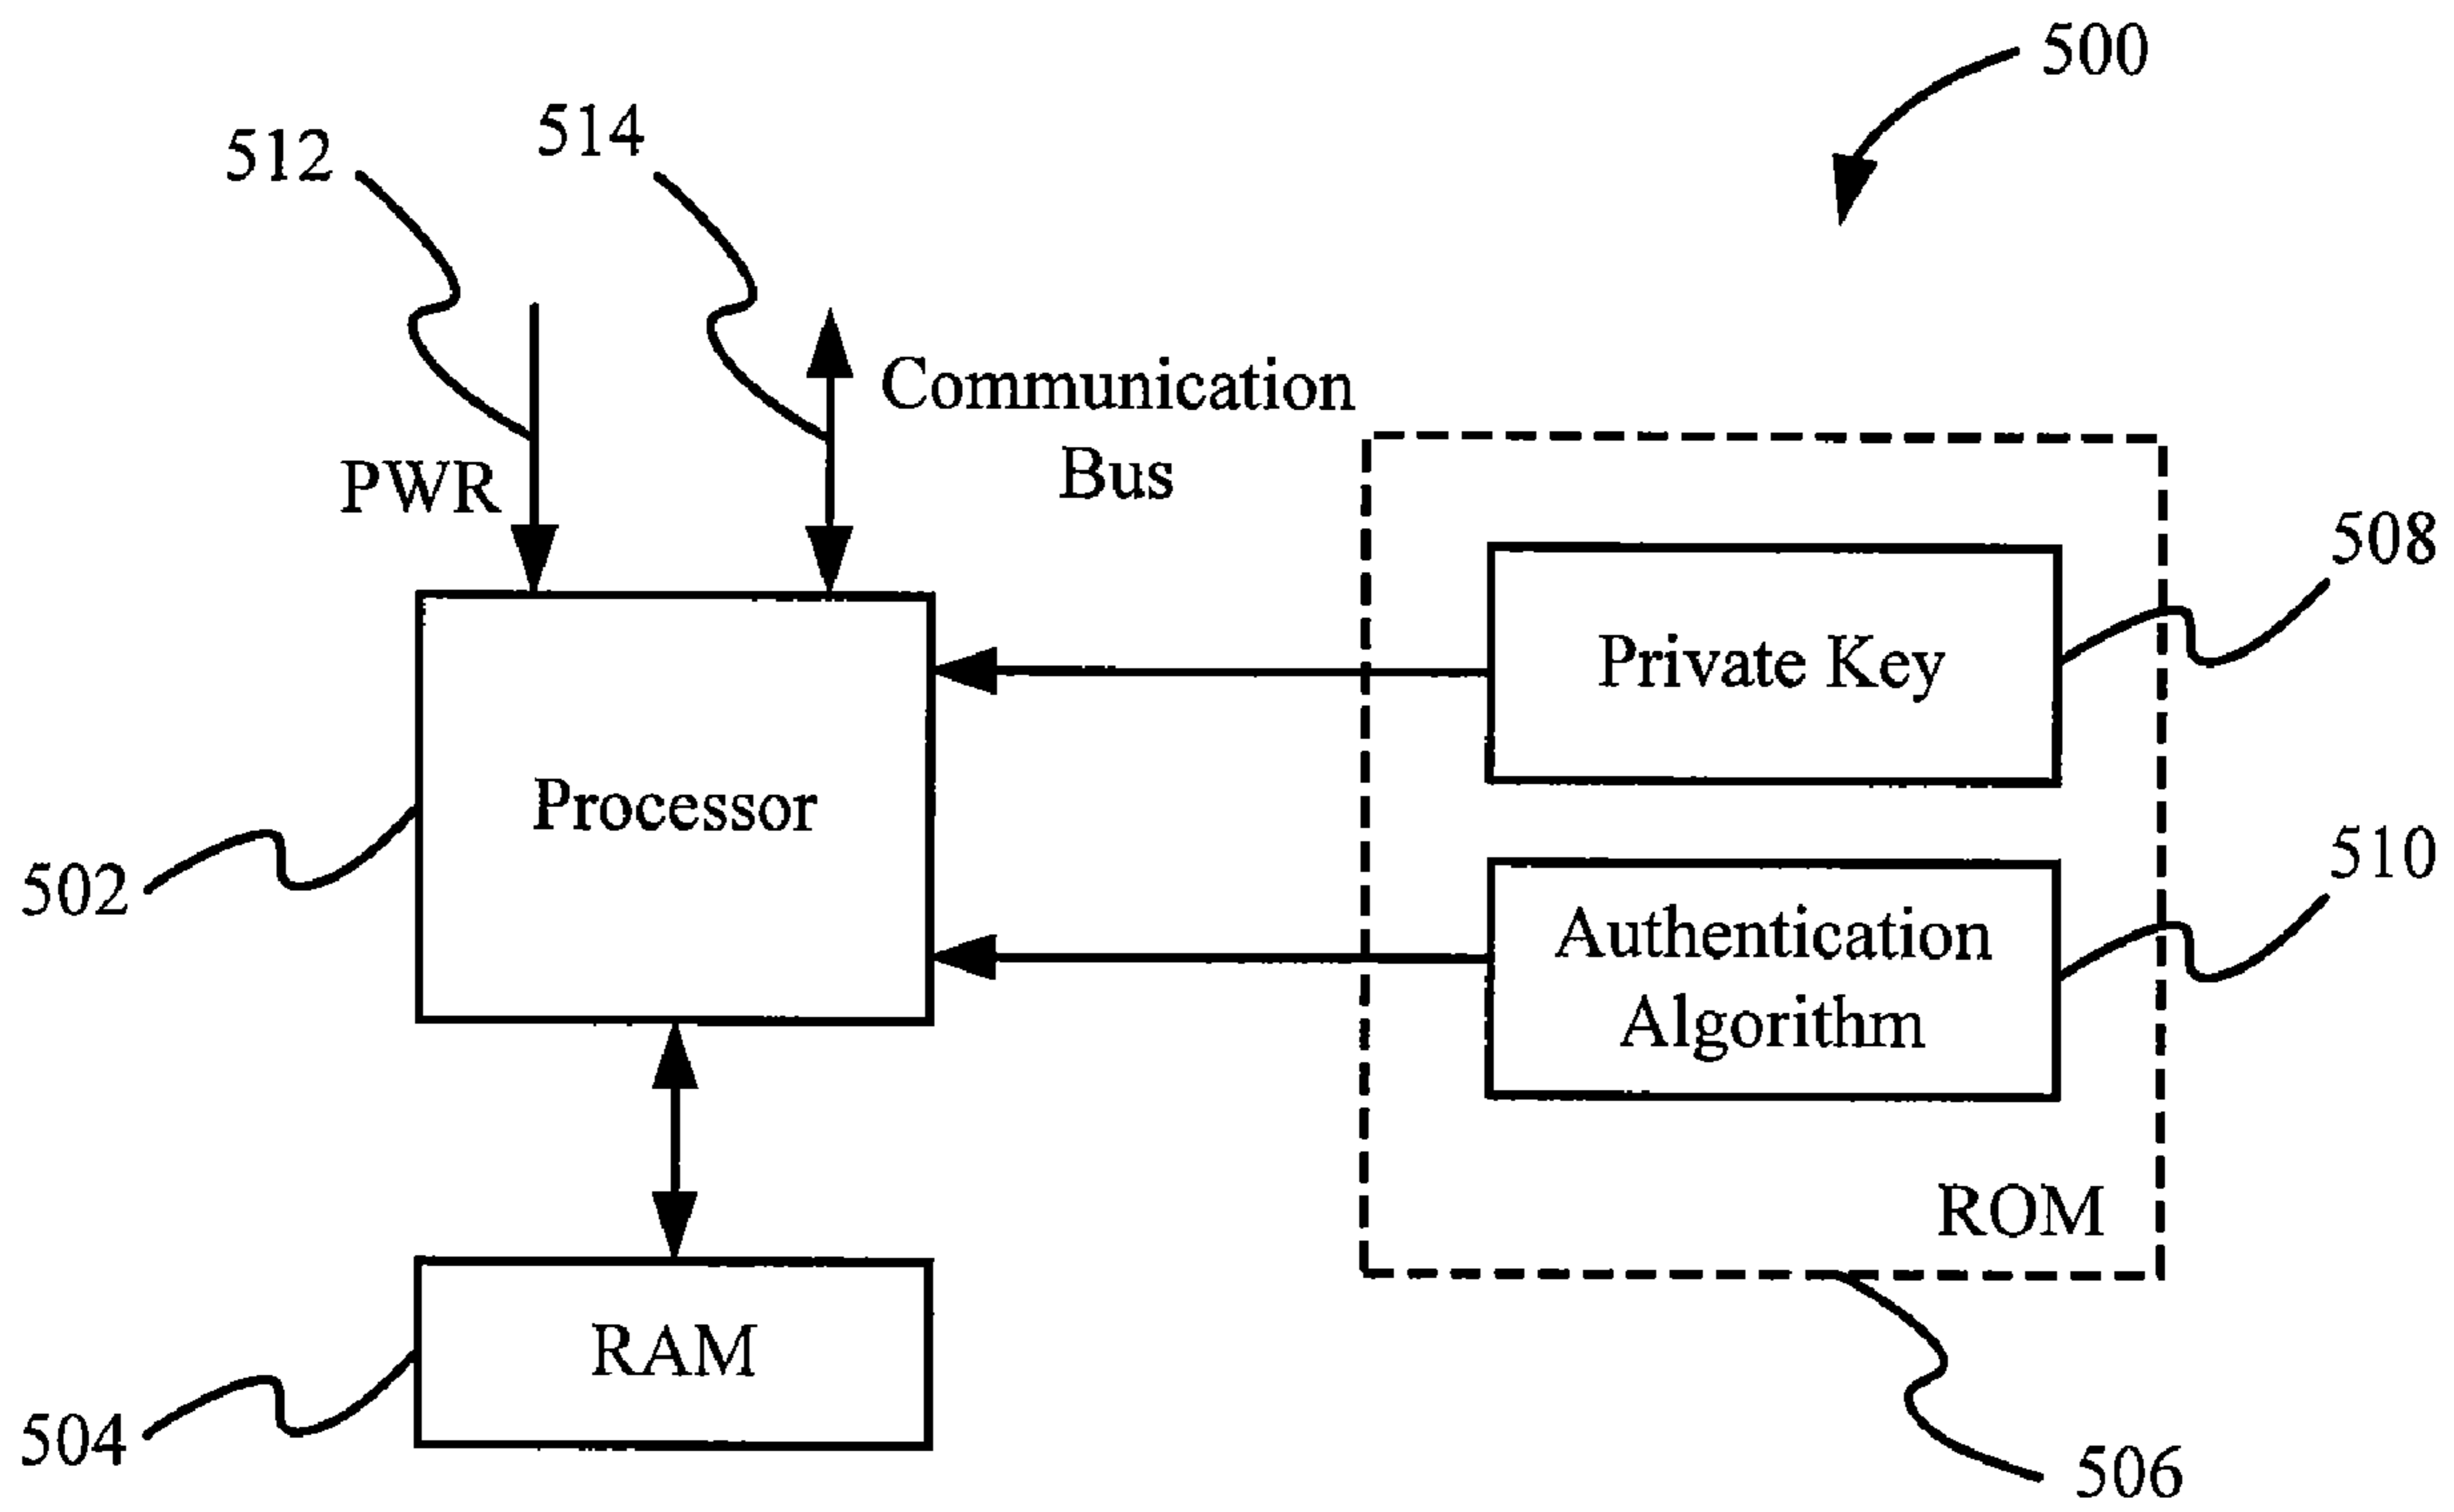 500
514
512
Communication
Bus
PWR
508
Private Key
Processor
510
502
Authentication
Algorithm
ROM
RAM
504
506